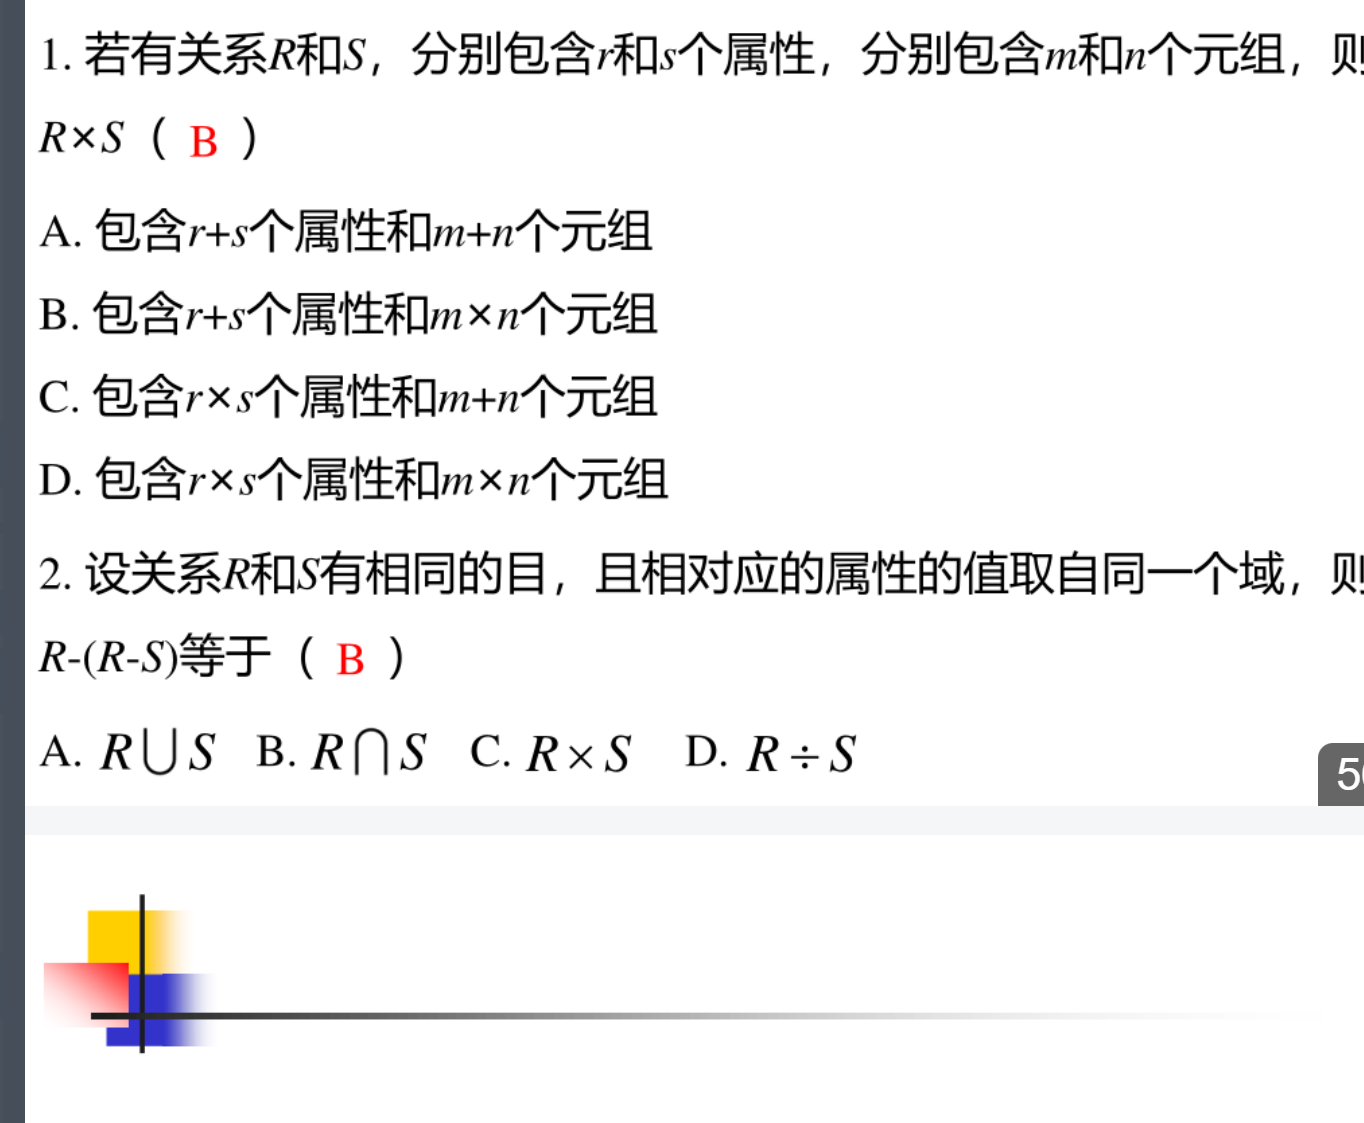 1. 若有关系R和S，分别包含r和s个属性，分别包含m和n个元组，则
R×S（ B ）
A. 包含r+s个属性和m+n个元组
B. 包含r+s个属性和m×n个元组
C. 包含r×s个属性和m+n个元组
D. 包含r×s个属性和m×n个元组
2. 设关系R和S有相同的目，且相对应的属性的值取自同一个域，则
R-(R-S)等于（ B ）
A. R⋃S B. R⋂S C. R×S D. R÷S